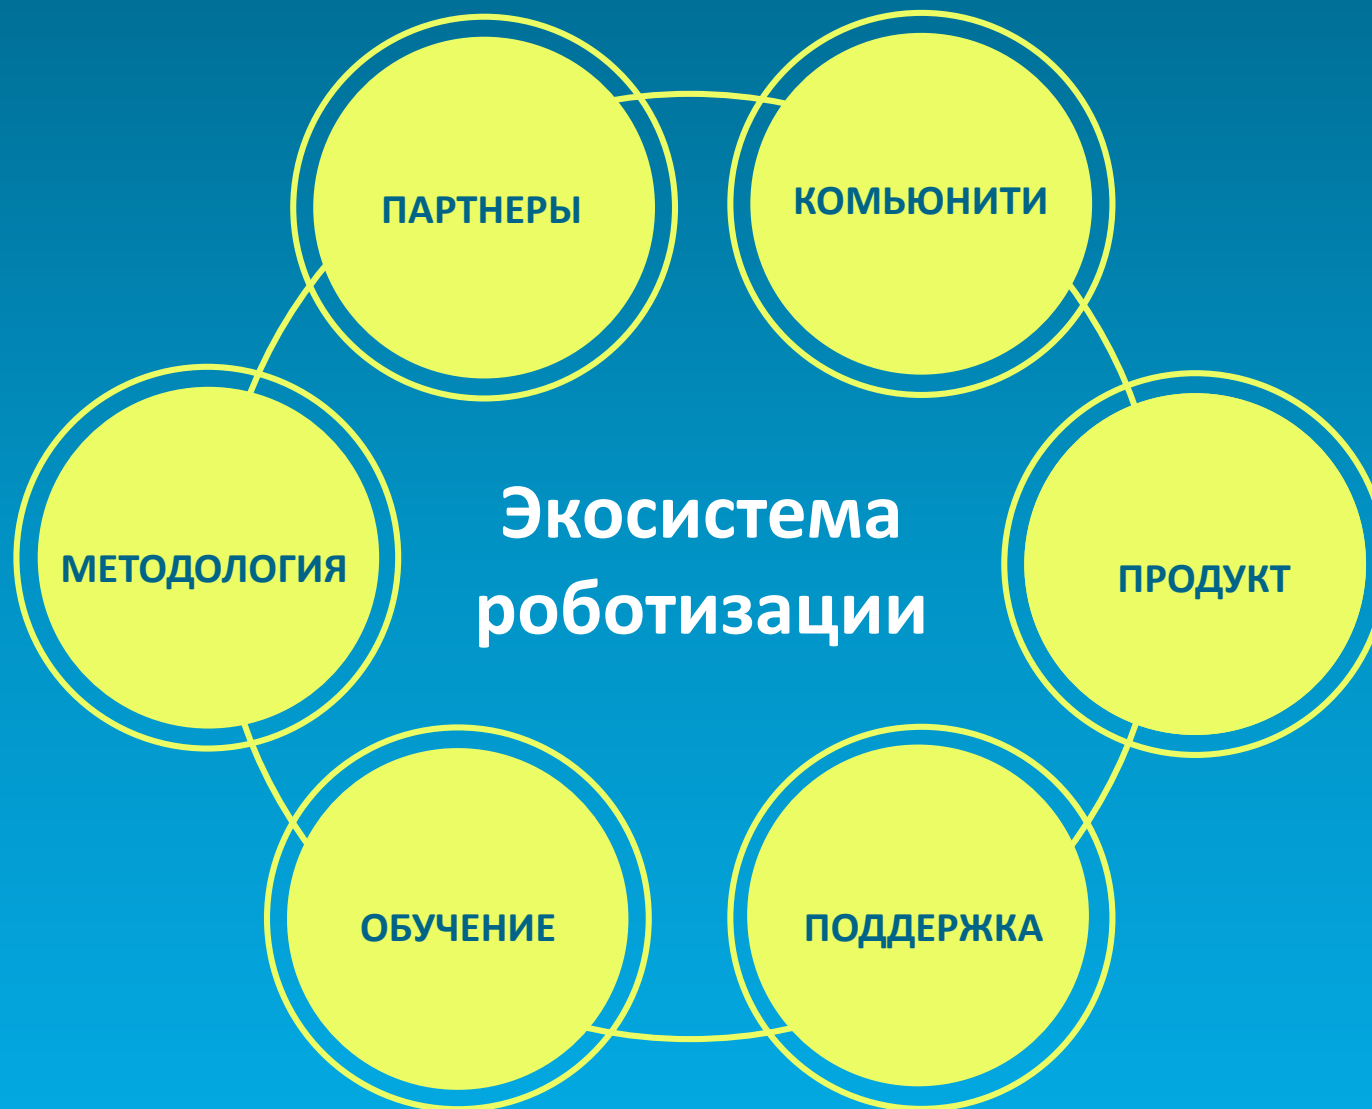 ПАРТНЕРЫ
КОМЬЮНИТИ
МЕТОДОЛОГИЯ
Экосистема
роботизации
ПРОДУКТ
ОБУЧЕНИЕ
ПОДДЕРЖКА